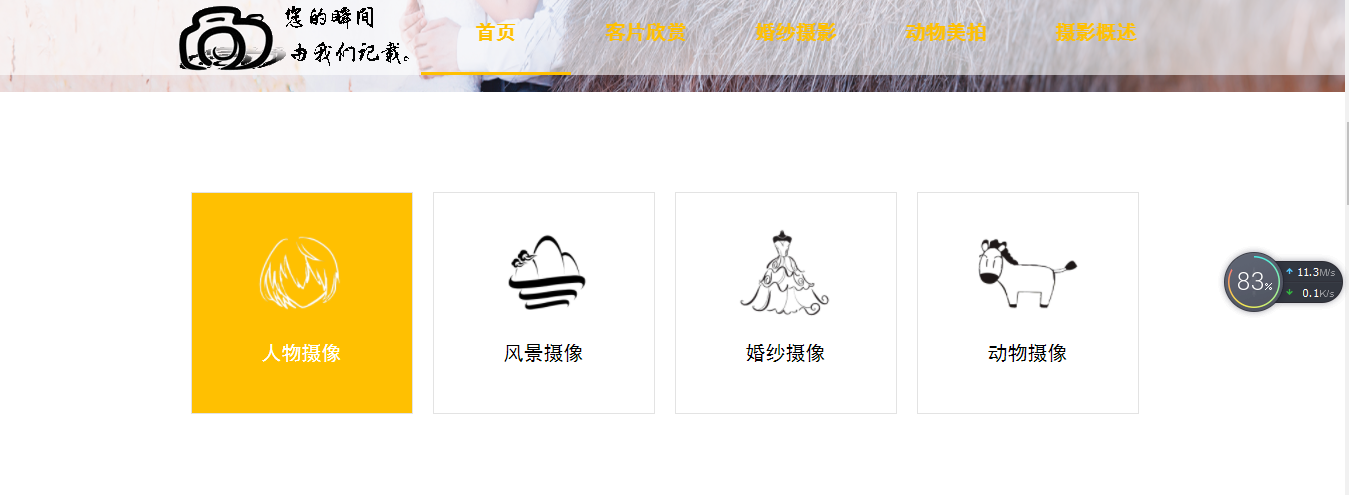 您的瞬间
由我们记载。
首页
客片欣赏
婚纱摄影
动物美拍
摄影概述
人物摄像
风景摄像
婚纱摄像
动物摄像
83%
11.3M/s
0.1K/s